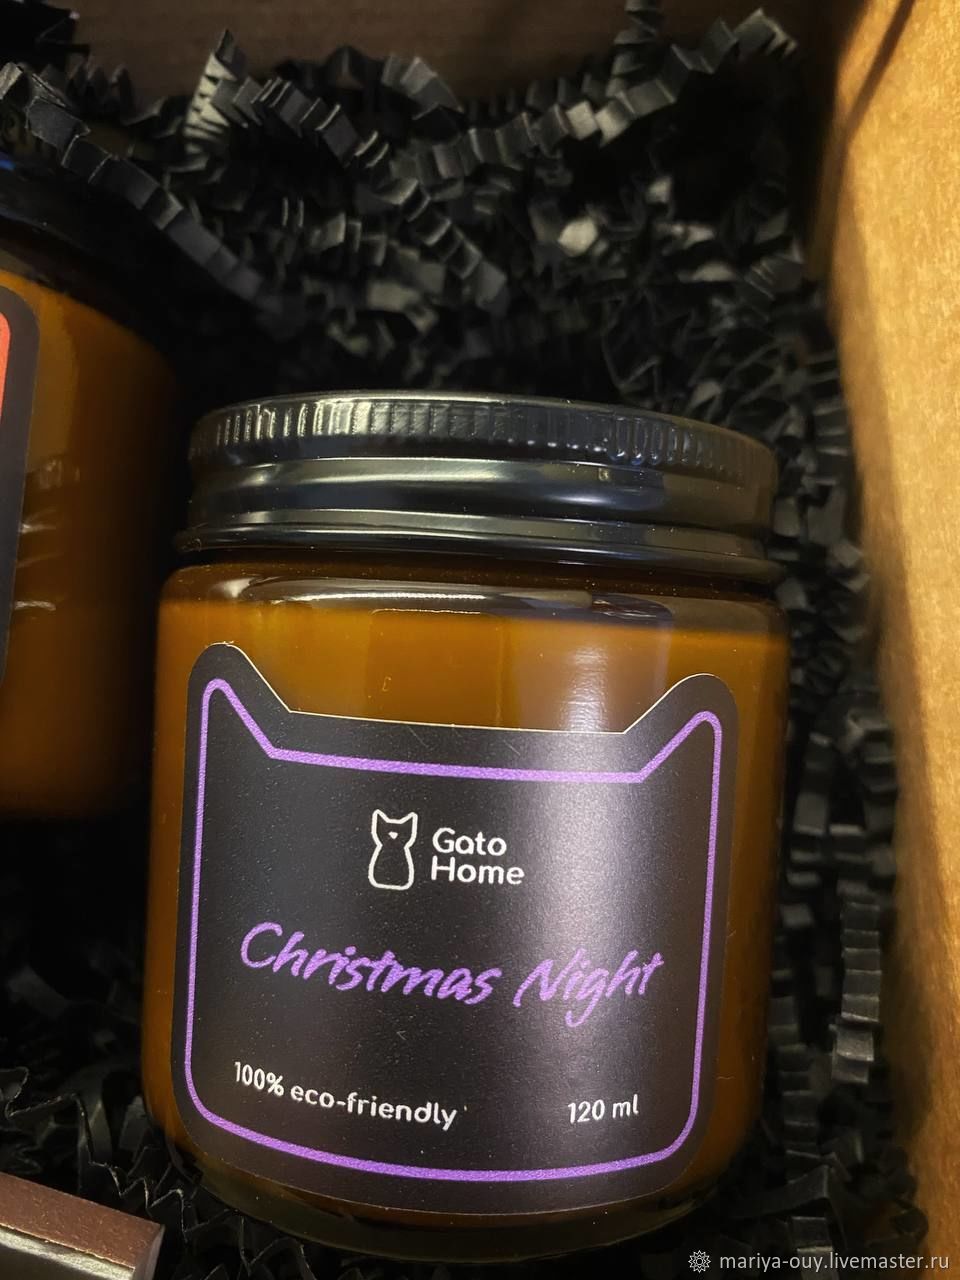 Gato
Home
Christmas Night
100% eco-friendly
120 ml
mariya-ouy.livemaster.ru